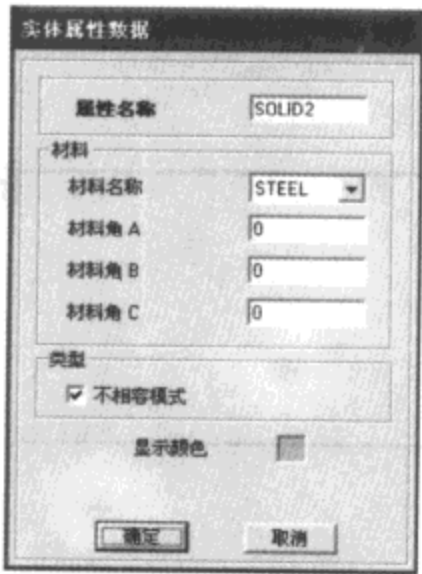 实体属性数据
属性名称 SOLID2
材料
材料名称 STEEL
材料角 A 0
材料角 B 0
材料角 C 0
类型
不相容模式
显示颜色
确定 取消